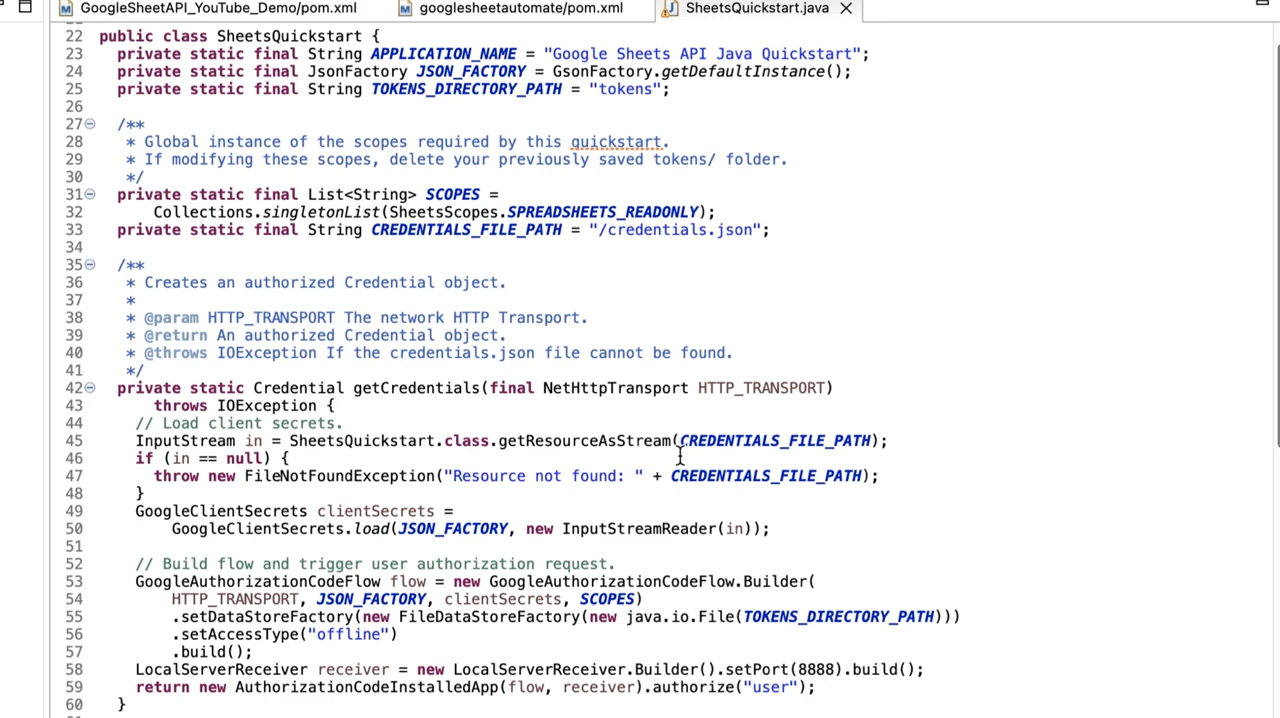 GoogleSheetAPI_YouTube_Demo/pom.xml googlesheetautomate/pom.xml SheetsQuickstart.java
22 public class SheetsQuickstart {
23 private static final String APPLICATION_NAME = "Google Sheets API Java Quickstart";
24 private static final JsonFactory JSON_FACTORY = GsonFactory.getDefaultInstance();
25 private static final String TOKENS_DIRECTORY_PATH = "tokens";
26
27 /**
28 * Global instance of the scopes required by this quickstart.
29 * If modifying these scopes, delete your previously saved tokens/ folder.
30 */
31 private static final List<String> SCOPES =
32 Collections.singletonList(SheetsScopes.SPREADSHEETS_READONLY);
33 private static final String CREDENTIALS_FILE_PATH = "/credentials.json";
34
35 /**
36 * Creates an authorized Credential object.
37 *
38 * @param HTTP_TRANSPORT The network HTTP Transport.
39 * @return An authorized Credential object.
40 * @throws IOException If the credentials.json file cannot be found.
41 */
42 private static Credential getCredentials(final NetHttpTransport HTTP_TRANSPORT)
43 throws IOException {
44 // Load client secrets.
45 InputStream in = SheetsQuickstart.class.getResourceAsStream(CREDENTIALS_FILE_PATH);
46 if (in == null) {
47 throw new FileNotFoundException("Resource not found: " + CREDENTIALS_FILE_PATH);
48 }
49 GoogleClientSecrets clientSecrets =
50 GoogleClientSecrets.load(JSON_FACTORY, new InputStreamReader(in));
51
52 // Build flow and trigger user authorization request.
53 GoogleAuthorizationCodeFlow flow = new GoogleAuthorizationCodeFlow.Builder(
54 HTTP_TRANSPORT, JSON_FACTORY, clientSecrets, SCOPES)
55 .setDataStoreFactory(new FileDataStoreFactory(new java.io.File(TOKENS_DIRECTORY_PATH)))
56 .setAccessType("offline")
57 .build();
58 LocalServerReceiver receiver = new LocalServerReceiver.Builder().setPort(8888).build();
59 return new AuthorizationCodeInstalledApp(flow, receiver).authorize("user");
60 }